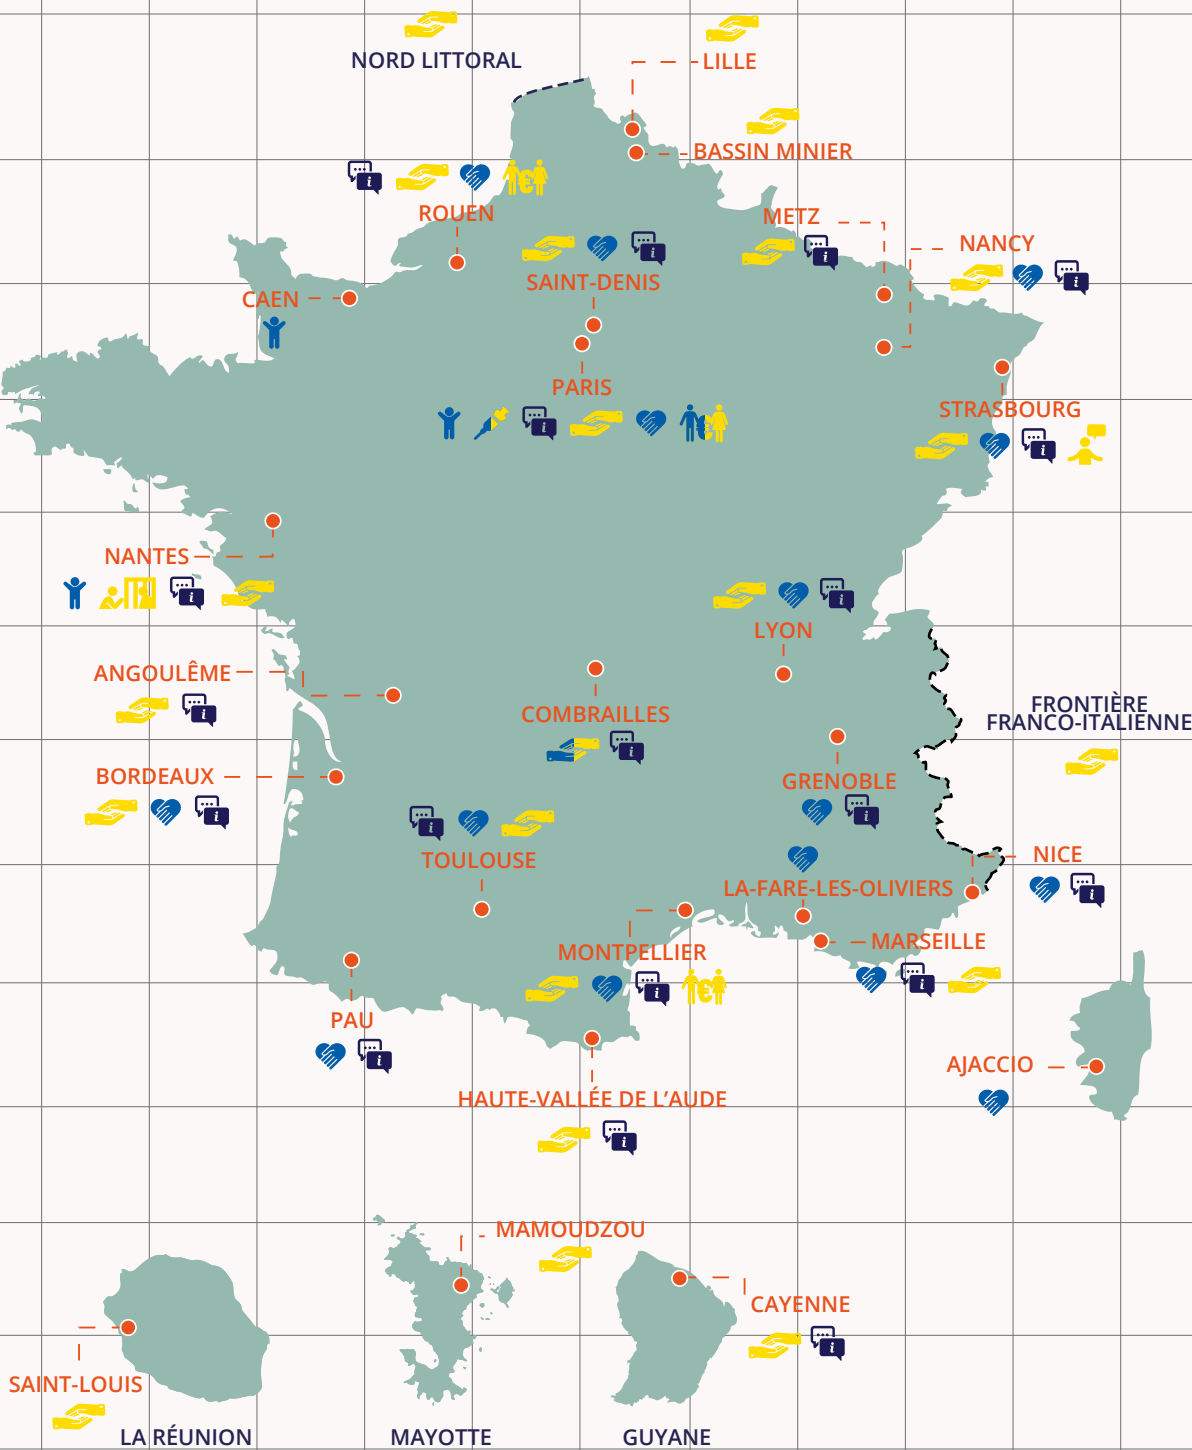 NORD LITTORAL
LILLE
BASSIN MINIER
ROUEN
METZ
NANCY
SAINT-DENIS
CAEN
PARIS
STRASBOURG
NANTES
LYON
ANGOULÊME
COMBRAILLES
FRONTIÈRE
FRANCO-ITALIENNE
BORDEAUX
GRENOBLE
TOULOUSE
NICE
LA-FARE-LES-OLIVIERS
MONTPELLIER
MARSEILLE
PAU
AJACCIO
HAUTE-VALLÉE DE L’AUDE
MAMOUDZOU
CAYENNE
SAINT-LOUIS
LA RÉUNION
MAYOTTE
GUYANE